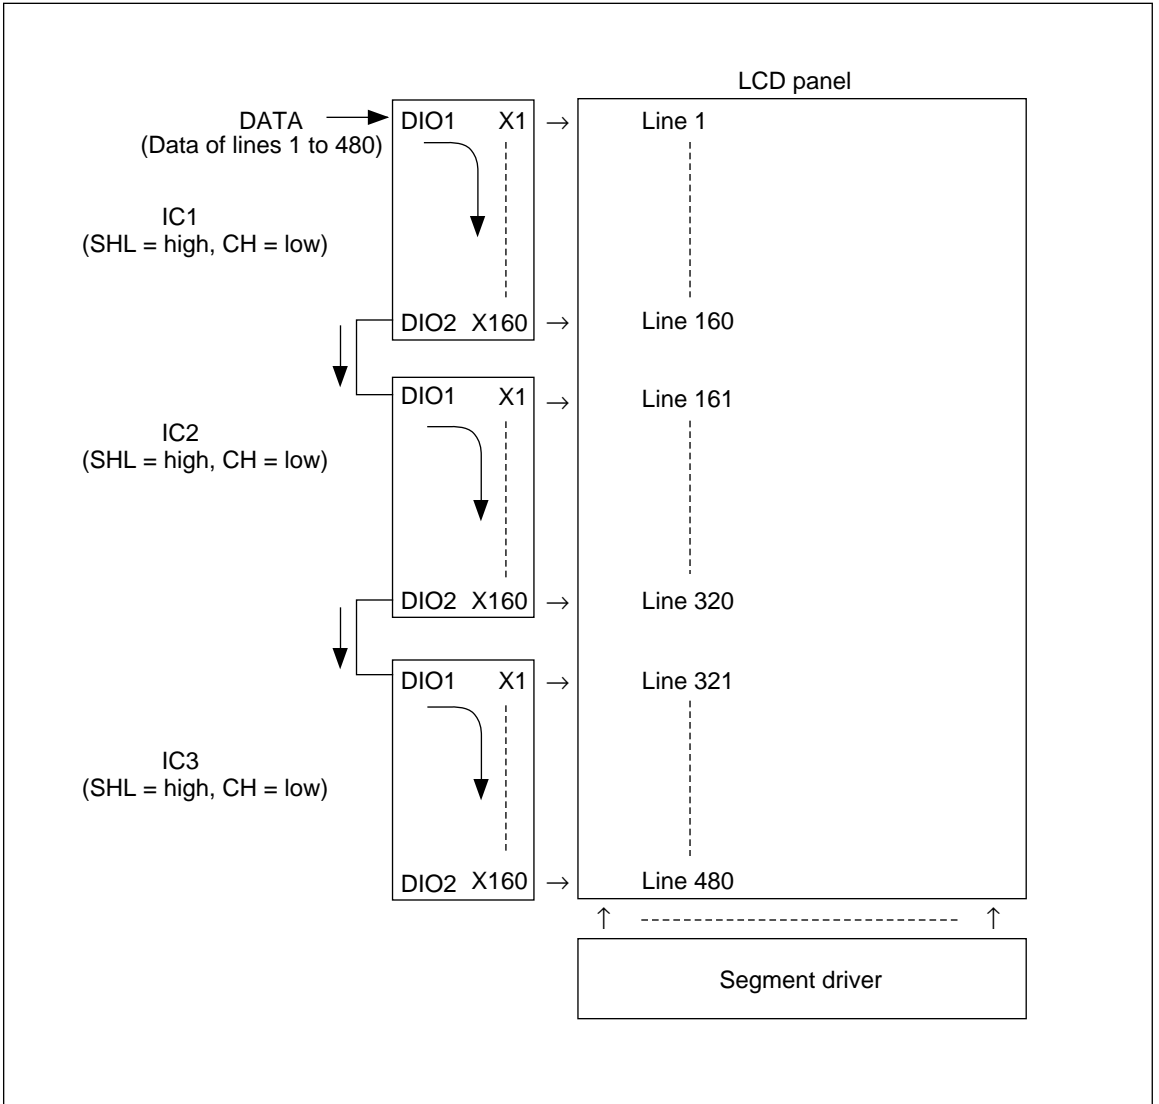 LCD panel
DATA
(Data of lines 1 to 480)
DIO1 X1 → Line 1
IC1
(SHL = high, CH = low)
DIO2 X160 → Line 160
DIO1 X1 → Line 161
IC2
(SHL = high, CH = low)
DIO2 X160 → Line 320
DIO1 X1 → Line 321
IC3
(SHL = high, CH = low)
DIO2 X160 → Line 480
Segment driver